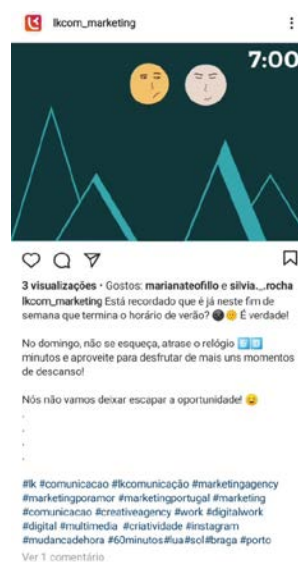 lkcom_marketing
7:00
3 visualizações · Gostos: marianateofillo e silvia._.rocha
lkcom_marketing Está recordado que é já neste fim de
semana que termina o horário de verão? 🌚🌞 É verdade!
No domingo, não se esqueça, atrase o relógio 6️⃣0️⃣
minutos e aproveite para desfrutar de mais uns momentos
de descanso!
Nós não vamos deixar escapar a oportunidade! 😉
.
.
.
.
#lk #comunicacao #lkcomunicação #marketingagency
#marketingporamor #marketingportugal #marketing
#comunicacao #creativeagency #work #digitalwork
#digital #multimedia #criatividade #instagram
#mudancadehora #60minutos#lua#sol#braga #porto
Ver 1 comentário